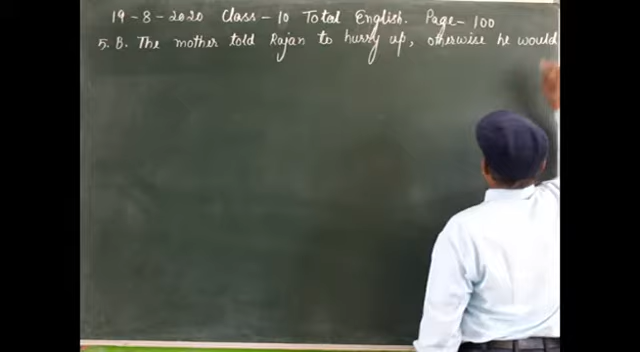 19-8-2020 Class-10 Total English. Page-100
5. B. The mother told Rajan to hurry up, otherwise he would